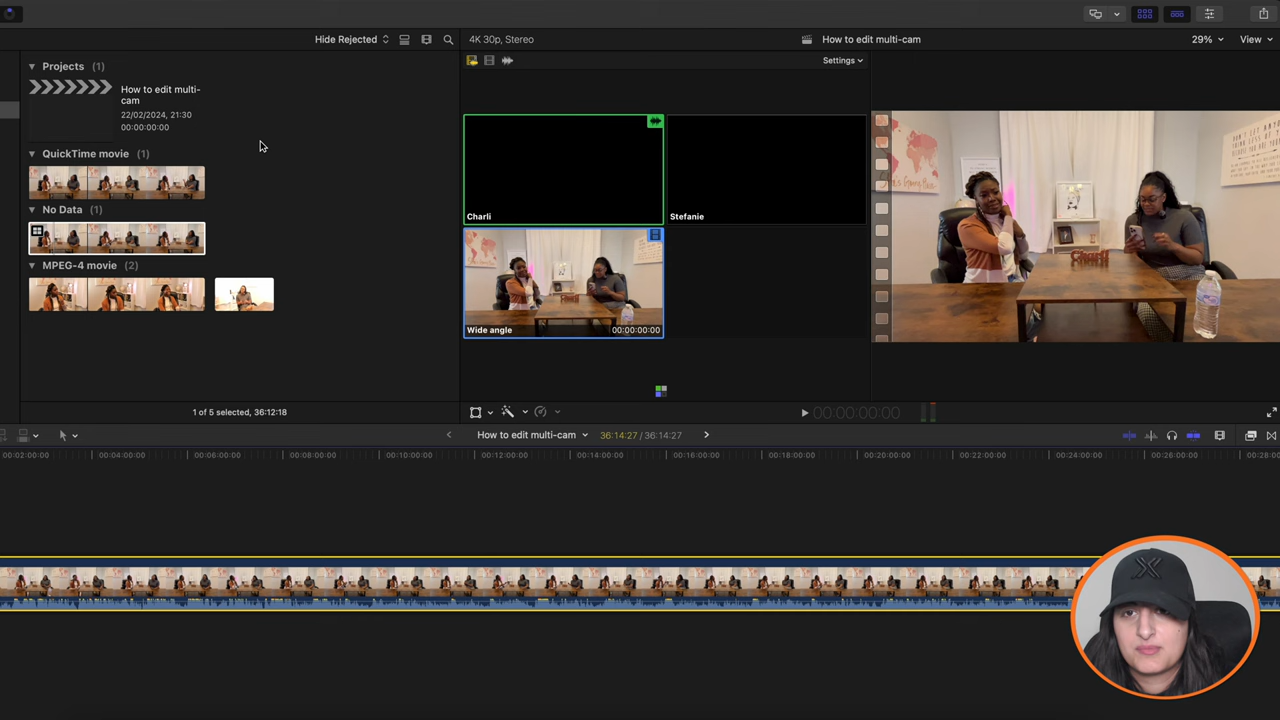 Hide Rejected
4K 30p, Stereo
How to edit multi-cam
29%
View
Projects (1)
Settings
How to edit multi-
cam
22/02/2024, 21:30
00:00:00:00
QuickTime movie (1)
No Data (1)
MPEG-4 movie (2)
Charli
Stefanie
Wide angle
00:00:00:00
1 of 5 selected, 36:12:18
00:00:00:00
How to edit multi-cam
36:14:27 / 36:14:27
00:02:00:00
00:04:00:00
00:06:00:00
00:08:00:00
00:10:00:00
00:12:00:00
00:14:00:00
00:16:00:00
00:18:00:00
00:20:00:00
00:22:00:00
00:24:00:00
00:26:00:00
00:28:00